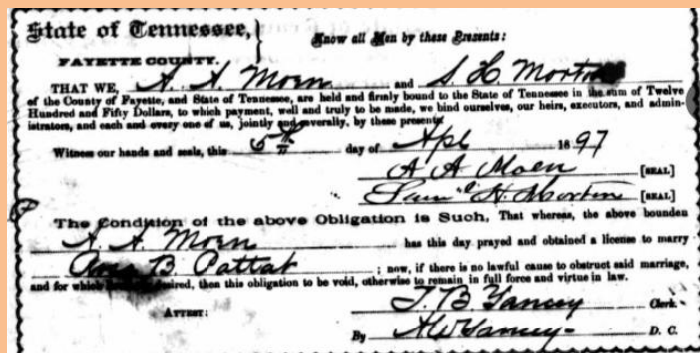 State of Tennessee,
FAYETTE COUNTY.
Know all Men by these Presents:
THAT WE, A. A. Moen and S. H. Morton
of the County of Fayette, and State of Tennessee, are held and firmly bound to the State of Tennessee in the sum of Twelve
Hundred and Fifty Dollars, to which payment, well and truly to be made, we bind ourselves, our heirs, executors, and admin-
istrators, and each and every one of us, jointly and severally, by these presents.
Witness our hands and seals, this 5th day of Apl 1897
A A Moen [SEAL]
Saml H. Morton [SEAL]
The Condition of the above Obligation is Such, That whereas, the above bounden
A. A. Moen has this day prayed and obtained a license to marry
B Pattat ; now, if there is no lawful cause to obstruct said marriage,
and for which desired, then this obligation to be void, otherwise to remain in full force and virtue in law.
J. B Yancey Clerk.
ATTEST:
By A W Yancey D. C.